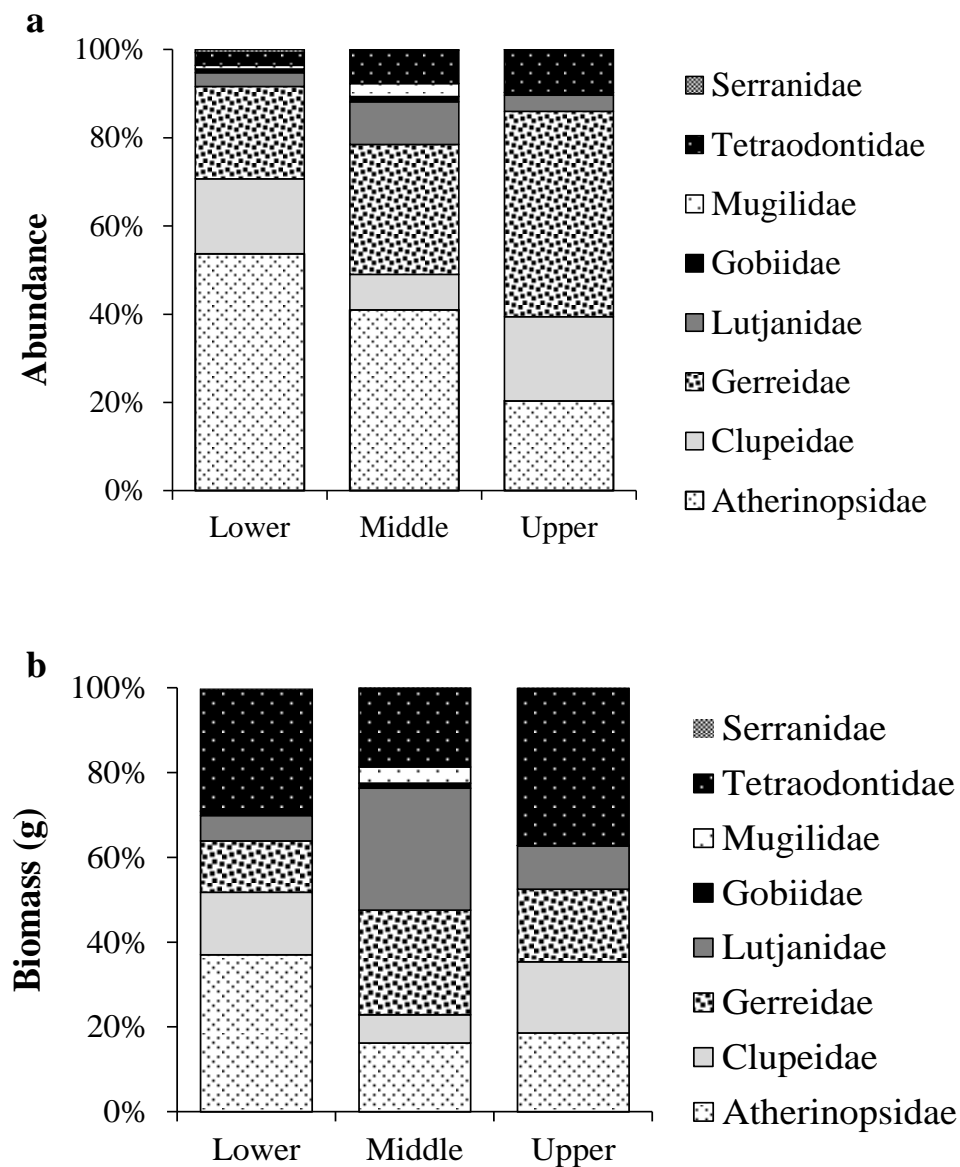 a
100%
80%
60%
40%
20%
0%
Abundance
Lower Middle Upper
Serranidae
Tetraodontidae
Mugilidae
Gobiidae
Lutjanidae
Gerreidae
Clupeidae
Atherinopsidae
b
100%
80%
60%
40%
20%
0%
Biomass (g)
Lower Middle Upper
Serranidae
Tetraodontidae
Mugilidae
Gobiidae
Lutjanidae
Gerreidae
Clupeidae
Atherinopsidae